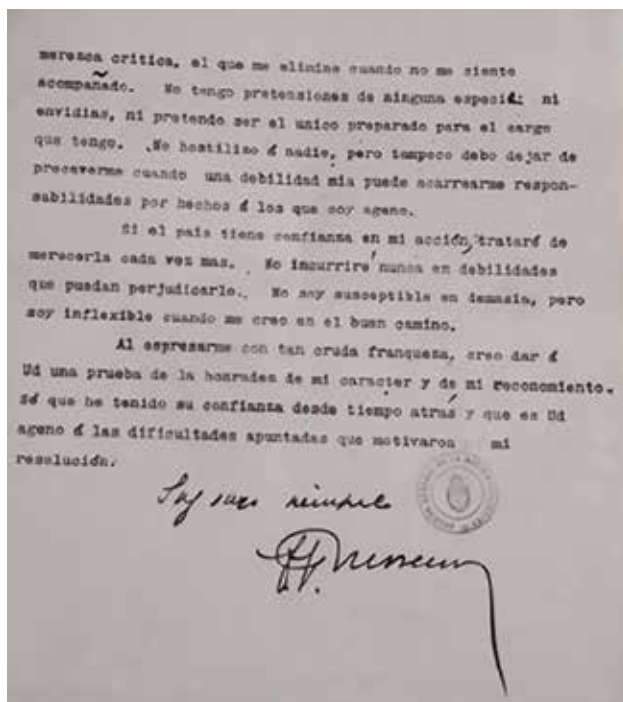 merezca critica, el que me elimine cuando no me siento
acompañado. No tengo pretensiones de ninguna especie; ni
envidias, ni pretendo ser el unico preparado para el cargo
que tengo. No hostilizo á nadie, pero tampoco debo dejar de
precaverme cuando una debilidad mia puede acarrearme respon-
sabilidades por hechos á los que soy ageno.
Si el pais tiene confianza en mi acción, trataré de
merecerla cada vez mas. No incurriré nunca en debilidades
que puedan perjudicarlo. No soy susceptible en demasia, pero
soy inflexible cuando me creo en el buen camino.
Al espresarme con tan cruda franqueza, creo dar á
Ud una prueba de la honradez de mi caracter y de mi reconomiento.
Sé que he tenido su confianza desde tiempo atrás y que es Ud
ageno á las dificultades apuntadas que motivaron mi
resolución.
Soy suyo siempre